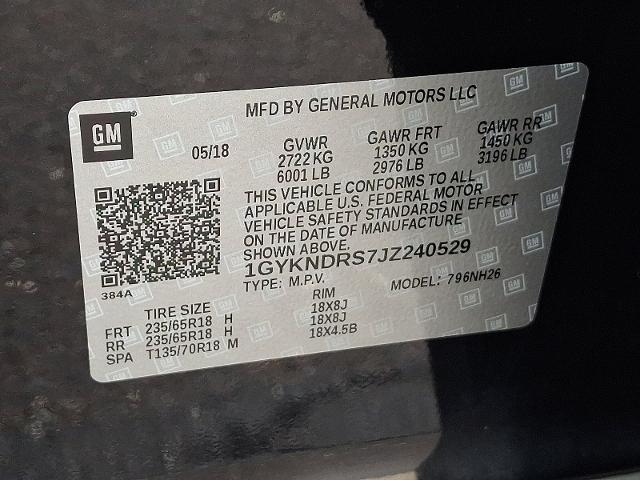 MFD BY GENERAL MOTORS LLC
GM
05/18
GVWR GAWR FRT GAWR RR
2722 KG 1350 KG 1450 KG
6001 LB 2976 LB 3196 LB
THIS VEHICLE CONFORMS TO ALL
APPLICABLE U.S. FEDERAL MOTOR
VEHICLE SAFETY STANDARDS IN EFFECT
ON THE DATE OF MANUFACTURE
SHOWN ABOVE.
1GYKNDRS7JZ240529
TYPE: M.P.V. MODEL: 796NH26
384A
TIRE SIZE RIM
FRT 235/65R18 H 18X8J
RR 235/65R18 H 18X8J
SPA T135/70R18 M 18X4.5B